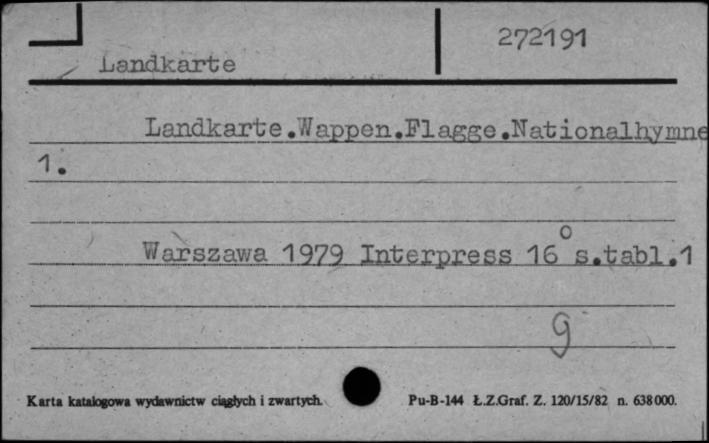 272191
Landkarte
Landkarte.Wappen.Flagge.Nationalhymne
1.
Warszawa 1979 Interpress 16° s.tabl.1
g
Karta katalogowa wydawnictw ciągłych i zwartych. Pu-B-144 Ł.Z.Graf. Z. 120/15/82 n. 638000.